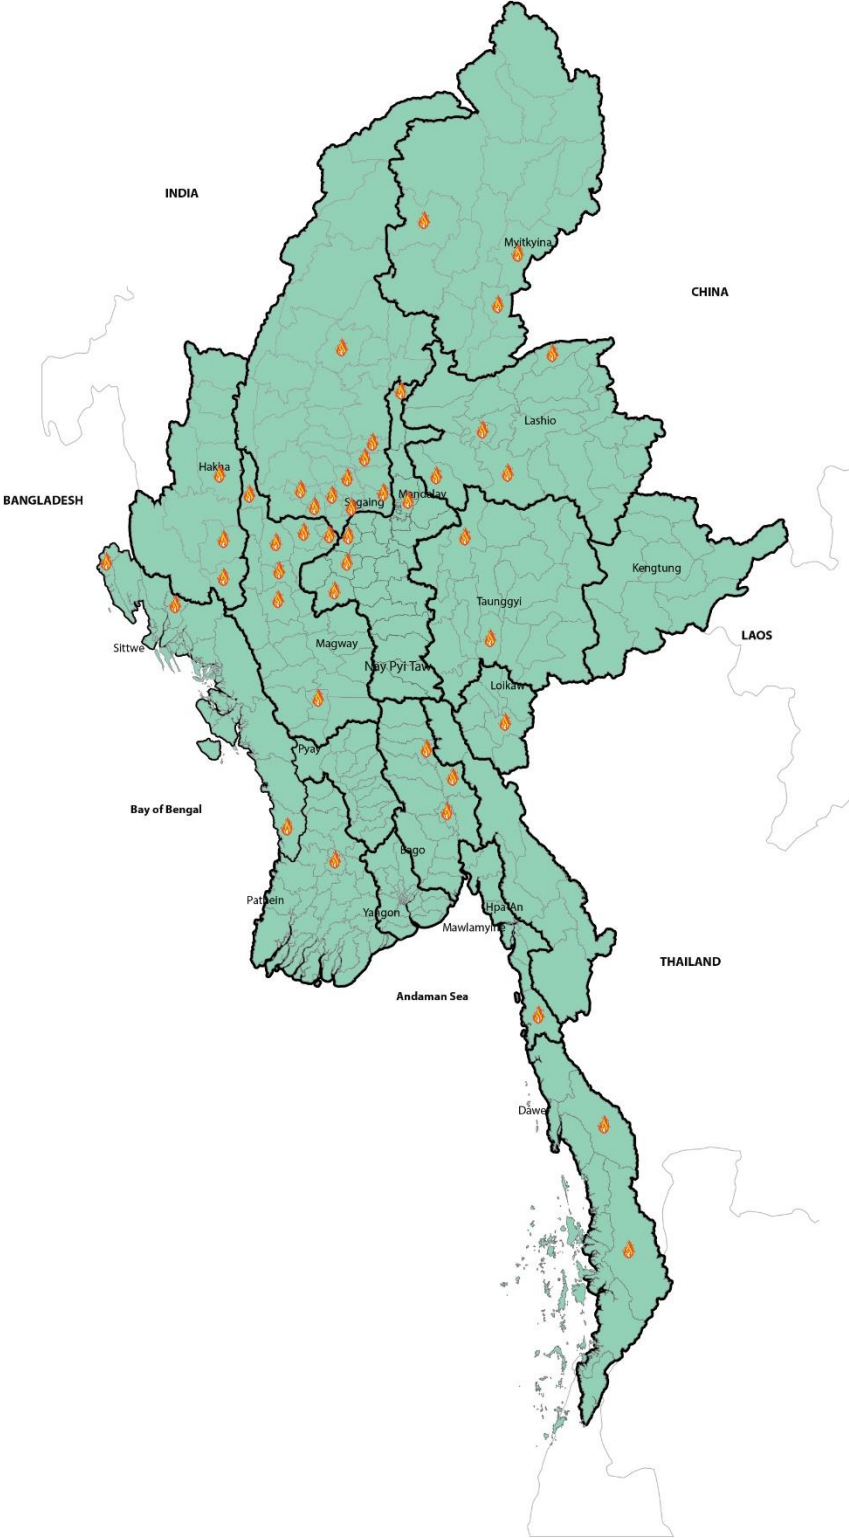 INDIA
Myitkyina
CHINA
Lashio
Hakha
BANGLADESH
Sagaing
Mandalay
Kengtung
Taunggyi
LAOS
Sittwe
Magway
Nay Pyi Taw
Loikaw
Pyay
Bay of Bengal
Bago
Pathein
Yangon
Hpa-An
Mawlamyine
THAILAND
Andaman Sea
Dawei